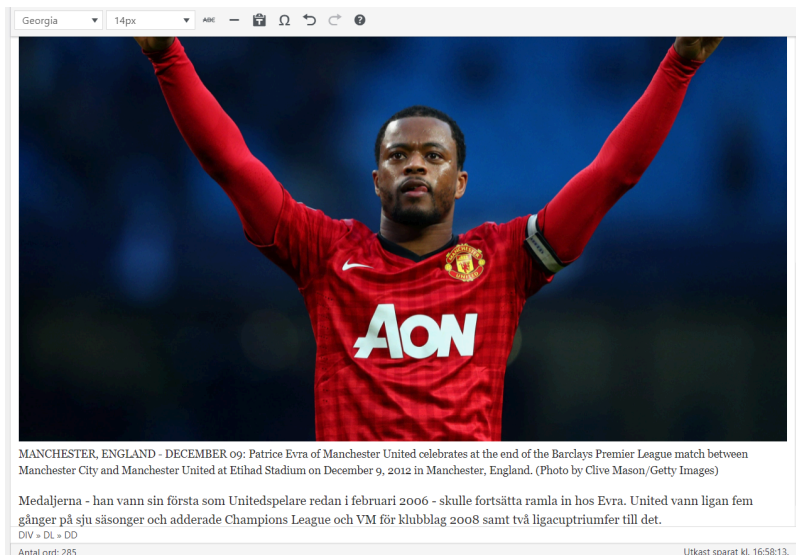 Georgia
14px
ABC
Ω
MANCHESTER
UNITED
AON
MANCHESTER, ENGLAND - DECEMBER 09: Patrice Evra of Manchester United celebrates at the end of the Barclays Premier League match between
Manchester City and Manchester United at Etihad Stadium on December 9, 2012 in Manchester, England. (Photo by Clive Mason/Getty Images)
Medaljerna - han vann sin första som Unitedspelare redan i februari 2006 - skulle fortsätta ramla in hos Evra. United vann ligan fem
gånger på sju säsonger och adderade Champions League och VM för klubblag 2008 samt två ligacuptriumfer till det.
DIV » DL » DD
Antal ord: 285
Utkast sparat kl. 16:58:13.